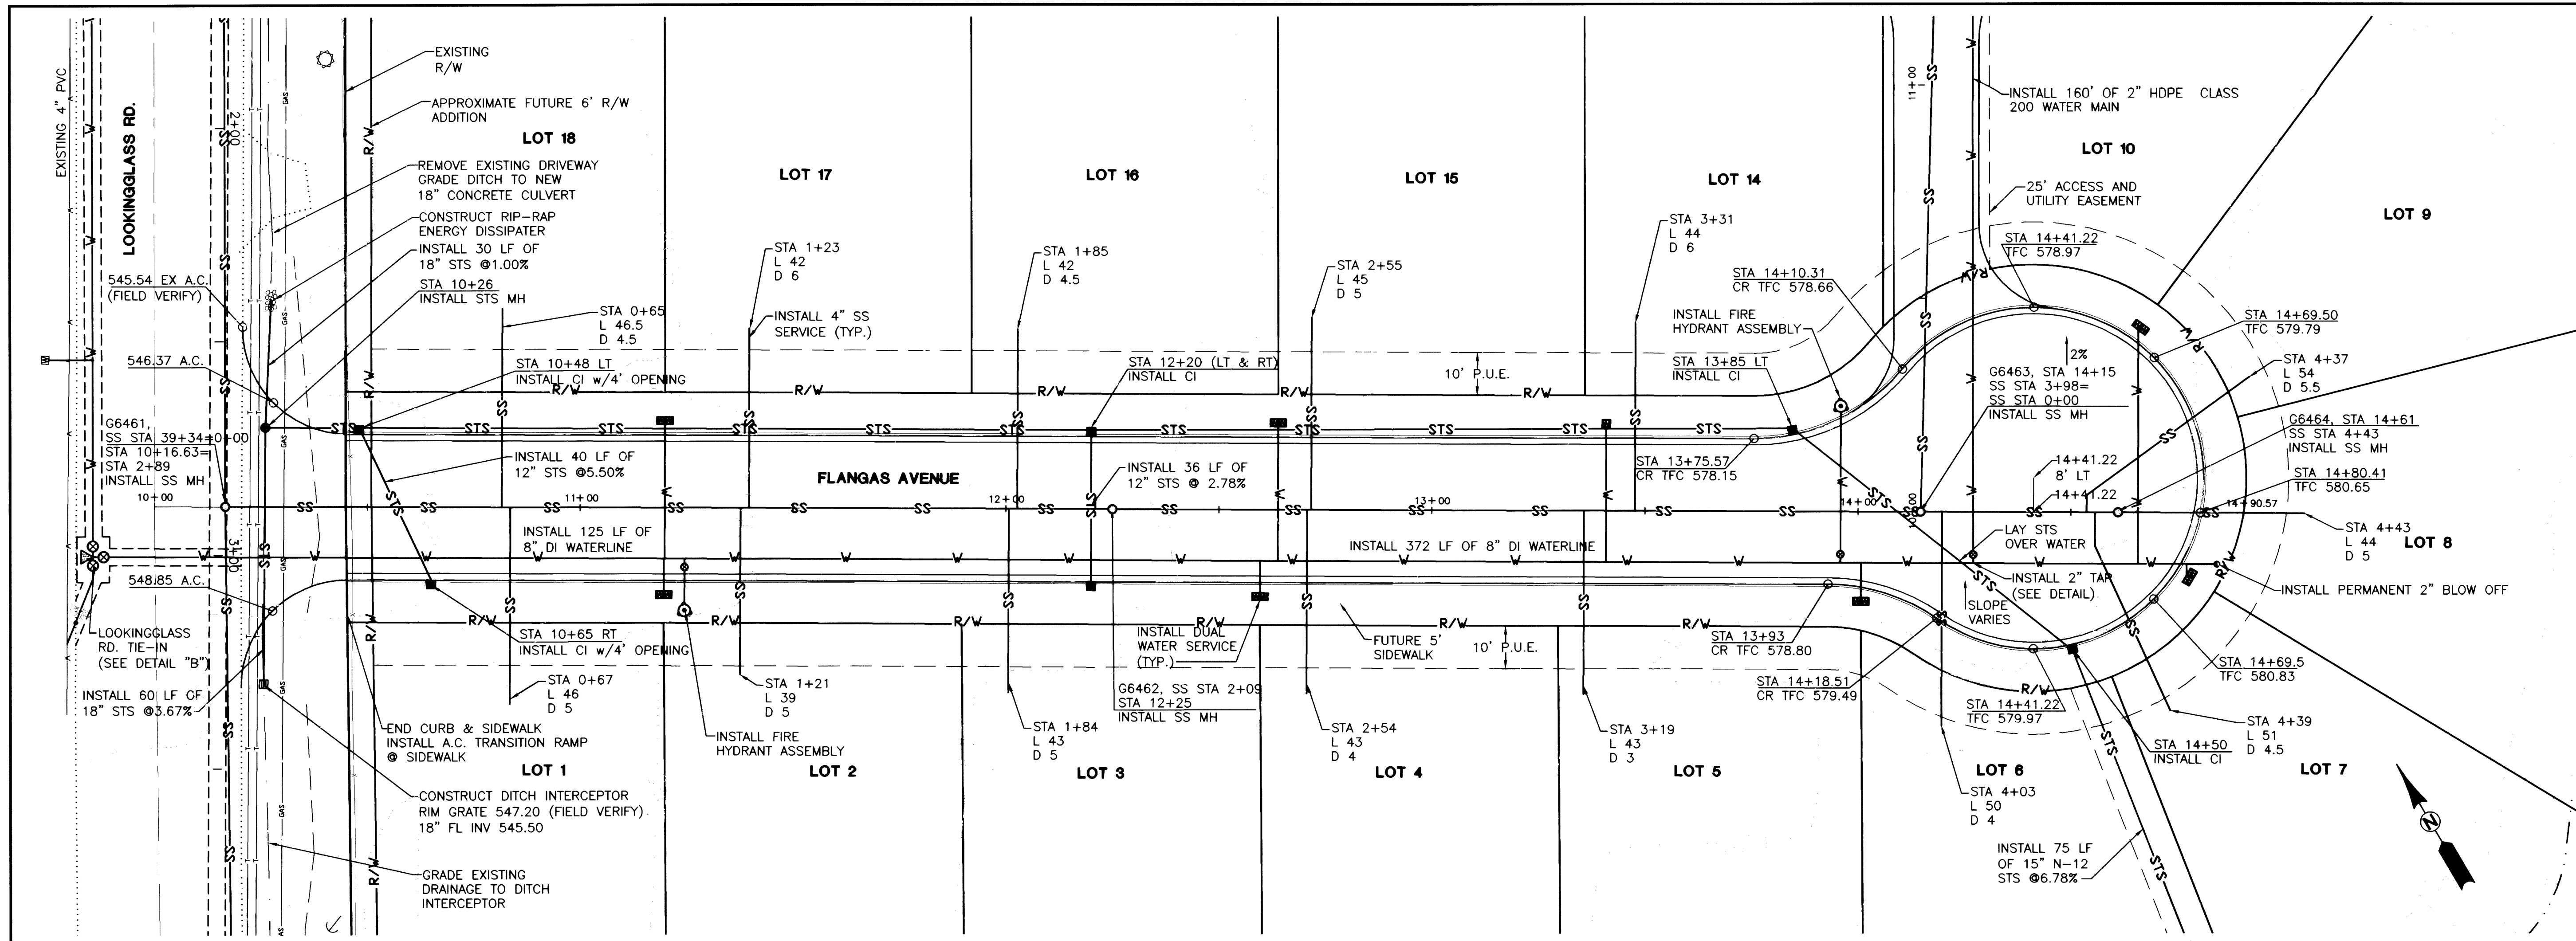 EXISTING 4" PVC
LOOKINGGLASS RD.
2+00
EXISTING
R/W
APPROXIMATE FUTURE 6' R/W
ADDITION
LOT 18
REMOVE EXISTING DRIVEWAY
GRADE DITCH TO NEW
18" CONCRETE CULVERT
CONSTRUCT RIP-RAP
ENERGY DISSIPATER
INSTALL 30 LF OF
18" STS @1.00%
STA 10+26
INSTALL STS MH
545.54 EX A.C.
(FIELD VERIFY)
546.37 A.C.
STA 0+65
L 46.5
D 4.5
STA 10+48 LT
INSTALL CI w/4' OPENING
G6461,
SS STA 39+34=0+00
STA 10+16.63=
STA 2+89
INSTALL SS MH
10+00
LOT 17
STA 1+23
L 42
D 6
INSTALL 4" SS
SERVICE (TYP.)
LOT 16
STA 1+85
L 42
D 4.5
STA 12+20 (LT & RT)
INSTALL CI
LOT 15
STA 2+55
L 45
D 5
10' P.U.E.
LOT 14
STA 3+31
L 44
D 6
STA 14+10.31
CR TFC 578.66
INSTALL FIRE
HYDRANT ASSEMBLY
STA 13+85 LT
INSTALL CI
11+00
INSTALL 160' OF 2" HDPE CLASS
200 WATER MAIN
LOT 10
25' ACCESS AND
UTILITY EASEMENT
LOT 9
STA 14+41.22
TFC 578.97
STA 14+69.50
TFC 579.79
2%
STA 4+37
L 54
D 5.5
G6463, STA 14+15
SS STA 3+98=
SS STA 0+00
INSTALL SS MH
G6464, STA 14+61
SS STA 4+43
INSTALL SS MH
14+41.22
8' LT
14+41.22
STA 14+80.41
TFC 580.65
14+90.57
STA 4+43
L 44
D 5
LOT 8
INSTALL 40 LF OF
12" STS @5.50%
FLANGAS AVENUE
INSTALL 36 LF OF
12" STS @ 2.78%
STA 13+75.57
CR TFC 578.15
11+00
12+00
13+00
14+00
INSTALL 125 LF OF
8" DI WATERLINE
INSTALL 372 LF OF 8" DI WATERLINE
LAY STS
OVER WATER
INSTALL 2" TAP
(SEE DETAIL)
SLOPE
VARIES
INSTALL PERMANENT 2" BLOW OFF
3+00
548.85 A.C.
LOOKINGGLASS
RD. TIE-IN
(SEE DETAIL "B")
INSTALL 60 LF OF
18" STS @3.67%
STA 10+65 RT
INSTALL CI w/4' OPENING
STA 0+67
L 46
D 5
END CURB & SIDEWALK
INSTALL A.C. TRANSITION RAMP
@ SIDEWALK
LOT 1
CONSTRUCT DITCH INTERCEPTOR
RIM GRATE 547.20 (FIELD VERIFY)
18" FL INV 545.50
GRADE EXISTING
DRAINAGE TO DITCH
INTERCEPTOR
STA 1+21
L 39
D 5
INSTALL FIRE
HYDRANT ASSEMBLY
LOT 2
STA 1+84
L 43
D 5
LOT 3
INSTALL DUAL
WATER SERVICE
(TYP.)
G6462, SS STA 2+09
STA 12+25
INSTALL SS MH
STA 2+54
L 43
D 4
LOT 4
FUTURE 5'
SIDEWALK
10' P.U.E.
STA 3+19
L 43
D 3
LOT 5
STA 13+93
CR TFC 578.80
STA 14+18.51
CR TFC 579.49
STA 14+41.22
TFC 579.97
STA 14+69.5
TFC 580.83
LOT 6
STA 4+03
L 50
D 4
STA 14+50
INSTALL CI
STA 4+39
L 51
D 4.5
LOT 7
INSTALL 75 LF
OF 15" N-12
STS @6.78%
N